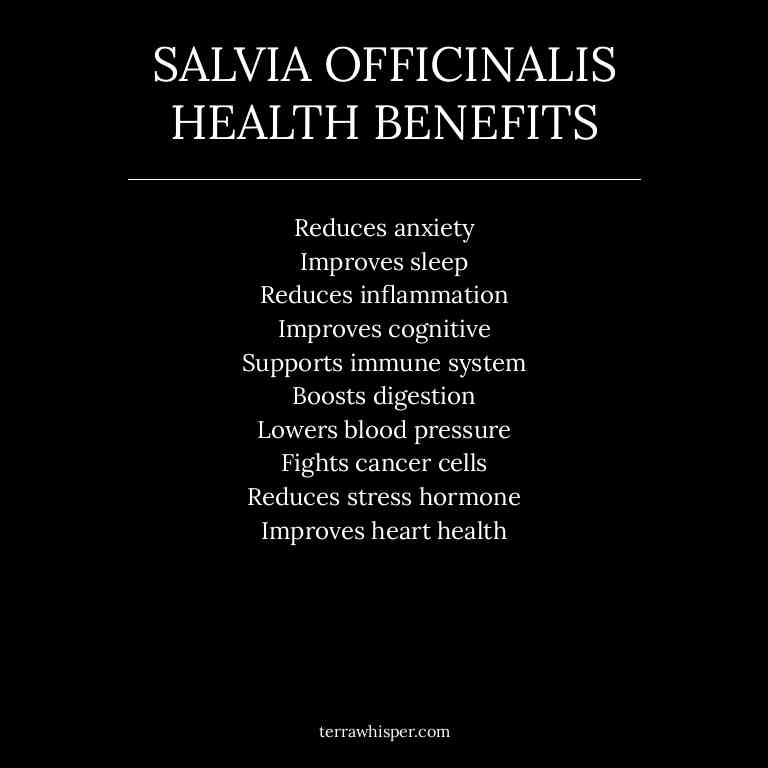 SALVIA OFFICINALIS
HEALTH BENEFITS
Reduces anxiety
Improves sleep
Reduces inflammation
Improves cognitive
Supports immune system
Boosts digestion
Lowers blood pressure
Fights cancer cells
Reduces stress hormone
Improves heart health
terrawhisper.com